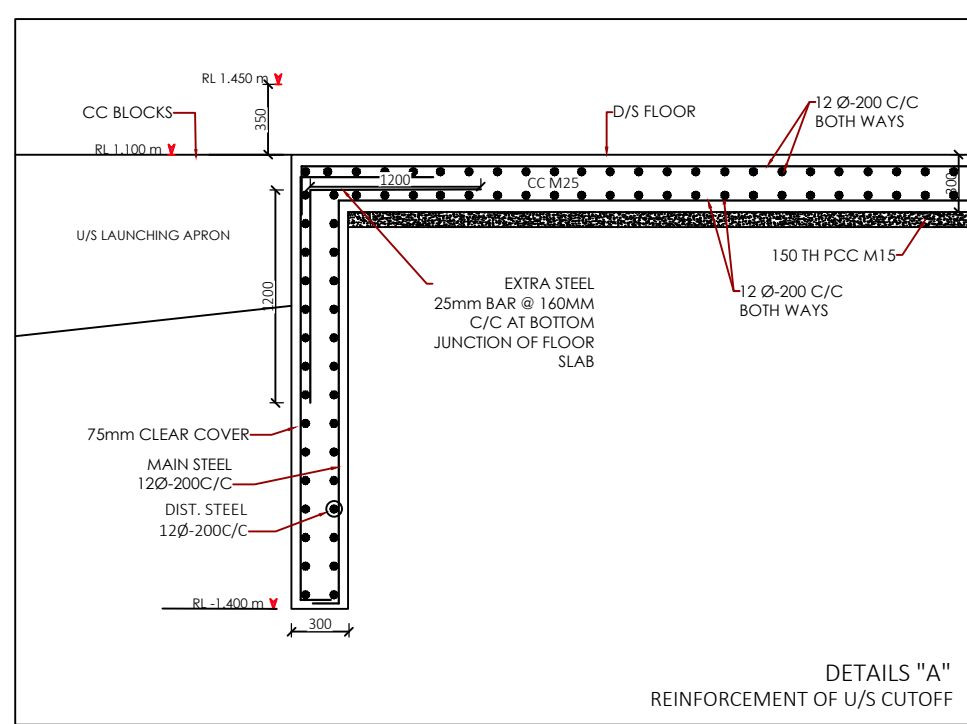 RL 1.450 m
CC BLOCKS
350
D/S FLOOR
12 Ø-200 C/C
BOTH WAYS
RL 1.100 m
1200
CC M25
300
U/S LAUNCHING APRON
150 TH PCC M15
1200
EXTRA STEEL
25mm BAR @ 160MM
C/C AT BOTTOM
JUNCTION OF FLOOR
SLAB
12 Ø-200 C/C
BOTH WAYS
75mm CLEAR COVER
MAIN STEEL
12Ø-200C/C
DIST. STEEL
12Ø-200C/C
RL -1.400 m
300
DETAILS "A"
REINFORCEMENT OF U/S CUTOFF